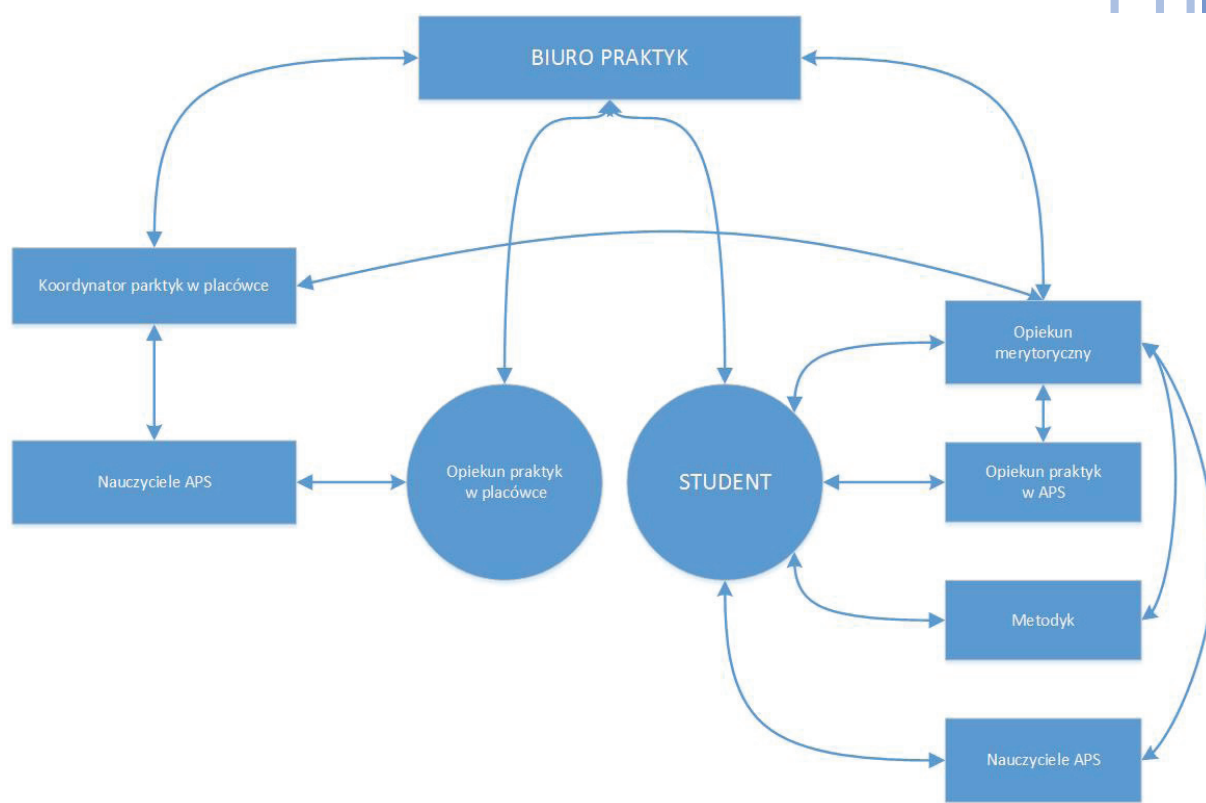 BIURO PRAKTYK
Koordynator parktyk w placówce
Opiekun
merytoryczny
Nauczyciele APS
Opiekun praktyk
w placówce
STUDENT
Opiekun praktyk
w APS
Metodyk
Nauczyciele APS